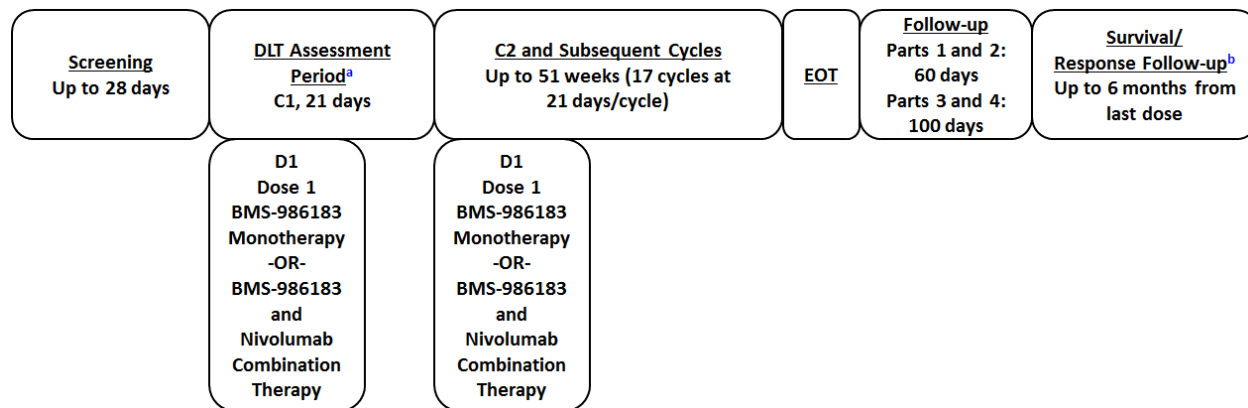 Screening
Up to 28 days
DLT Assessment
Periodᵃ
C1, 21 days
C2 and Subsequent Cycles
Up to 51 weeks (17 cycles at
21 days/cycle)
EOT
Follow-up
Parts 1 and 2:
60 days
Parts 3 and 4:
100 days
Survival/
Response Follow-upᵇ
Up to 6 months from
last dose
D1
Dose 1
BMS-986183
Monotherapy
-OR-
BMS-986183
and
Nivolumab
Combination
Therapy
D1
Dose 1
BMS-986183
Monotherapy
-OR-
BMS-986183
and
Nivolumab
Combination
Therapy